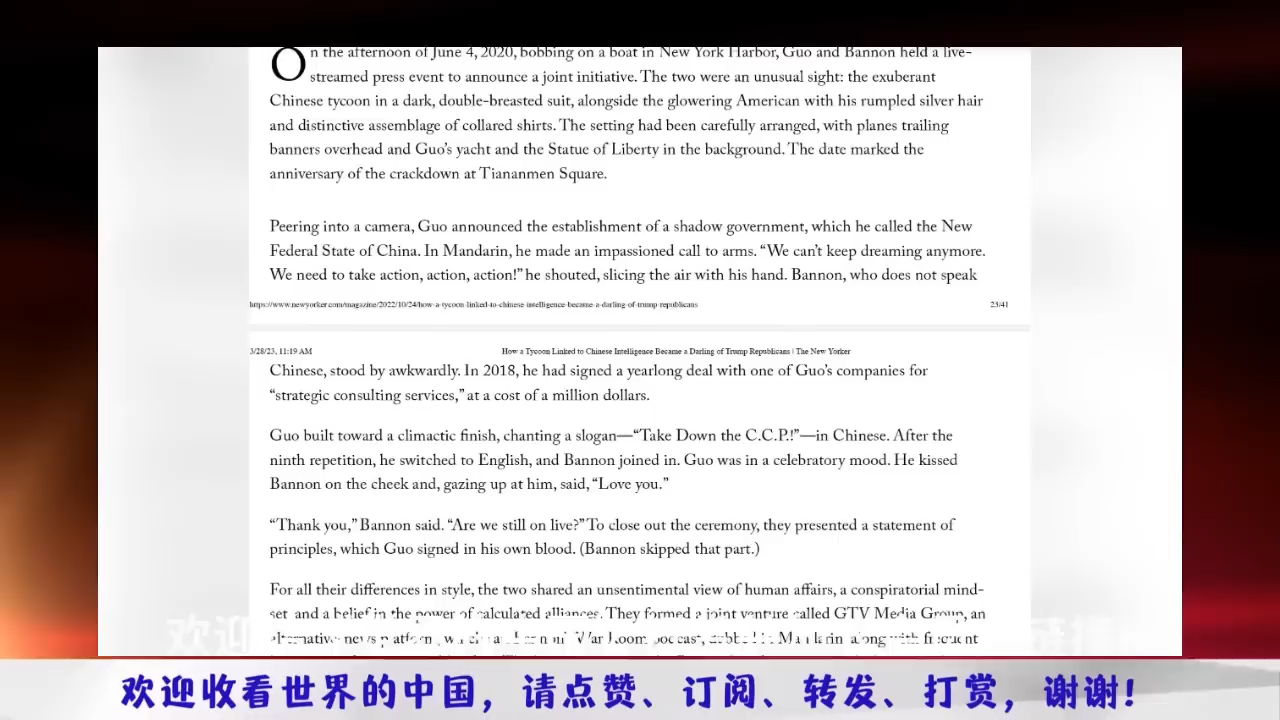 On the afternoon of June 4, 2020, bobbing on a boat in New York Harbor, Guo and Bannon held a live-
streamed press event to announce a joint initiative. The two were an unusual sight: the exuberant
Chinese tycoon in a dark, double-breasted suit, alongside the glowering American with his rumpled silver hair
and distinctive assemblage of collared shirts. The setting had been carefully arranged, with planes trailing
banners overhead and Guo's yacht and the Statue of Liberty in the background. The date marked the
anniversary of the crackdown at Tiananmen Square.
Peering into a camera, Guo announced the establishment of a shadow government, which he called the New
Federal State of China. In Mandarin, he made an impassioned call to arms. “We can't keep dreaming anymore.
We need to take action, action, action!” he shouted, slicing the air with his hand. Bannon, who does not speak
https://www.newyorker.com/magazine/2022/10/24/how-a-tycoon-linked-to-chinese-intelligence-became-a-darling-of-trump-republicans 23/41
3/28/23, 11:19 AM How a Tycoon Linked to Chinese Intelligence Became a Darling of Trump Republicans | The New Yorker
Chinese, stood by awkwardly. In 2018, he had signed a yearlong deal with one of Guo's companies for
“strategic consulting services,” at a cost of a million dollars.
Guo built toward a climactic finish, chanting a slogan—“Take Down the C.C.P.!”—in Chinese. After the
ninth repetition, he switched to English, and Bannon joined in. Guo was in a celebratory mood. He kissed
Bannon on the cheek and, gazing up at him, said, “Love you.”
“Thank you,” Bannon said. “Are we still on live?” To close out the ceremony, they presented a statement of
principles, which Guo signed in his own blood. (Bannon skipped that part.)
For all their differences in style, the two shared an unsentimental view of human affairs, a conspiratorial mind-
set, and a belief in the power of calculated alliances. They formed a joint venture called GTV Media Group, an
alternative news platform, which along with frequent
欢迎
欢迎收看世界的中国，请点赞、订阅、转发、打赏，谢谢！